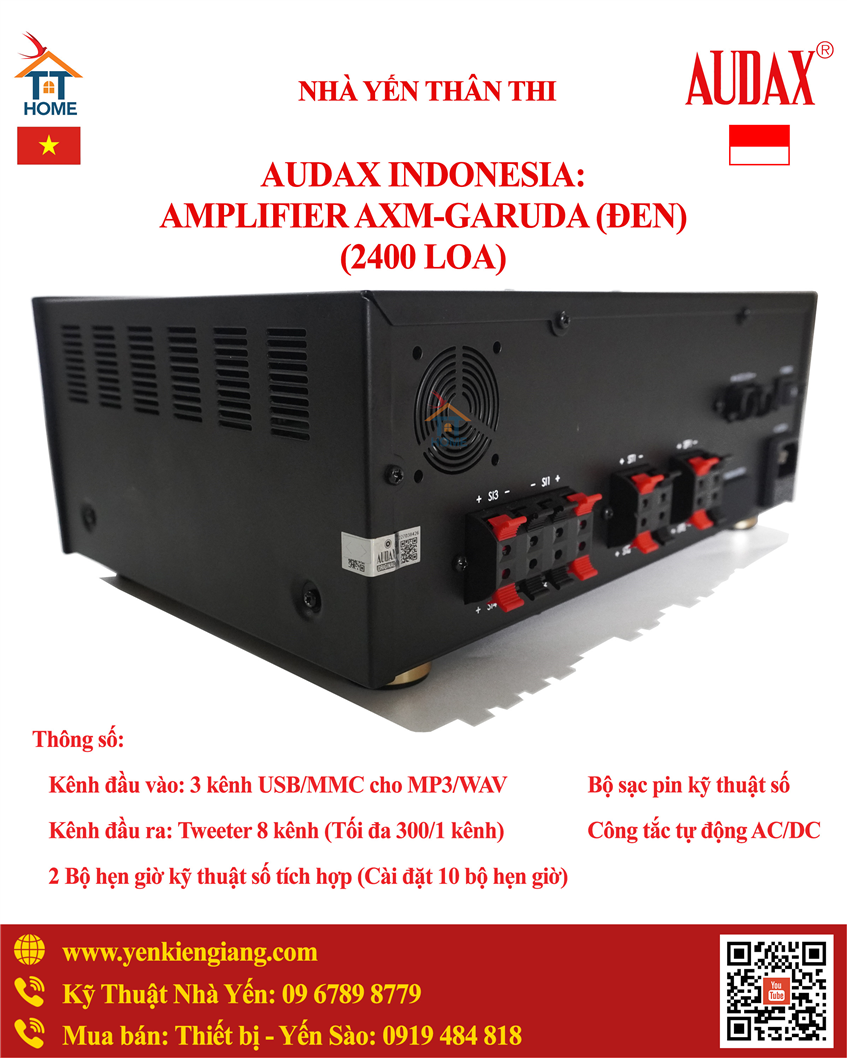 TT
HOME
NHÀ YẾN THÂN THI
AUDAX®
AUDAX INDONESIA:
AMPLIFIER AXM-GARUDA (ĐEN)
(2400 LOA)
+ SI3 -
- SI1 +
+ SI4
AUDAX
ORIGINAL
Thông số:
Kênh đầu vào: 3 kênh USB/MMC cho MP3/WAV
Bộ sạc pin kỹ thuật số
Kênh đầu ra: Tweeter 8 kênh (Tối đa 300/1 kênh)
Công tắc tự động AC/DC
2 Bộ hẹn giờ kỹ thuật số tích hợp (Cài đặt 10 bộ hẹn giờ)
www.yenkiengiang.com
Kỹ Thuật Nhà Yến: 09 6789 8779
Mua bán: Thiết bị - Yến Sào: 0919 484 818
You
Tube